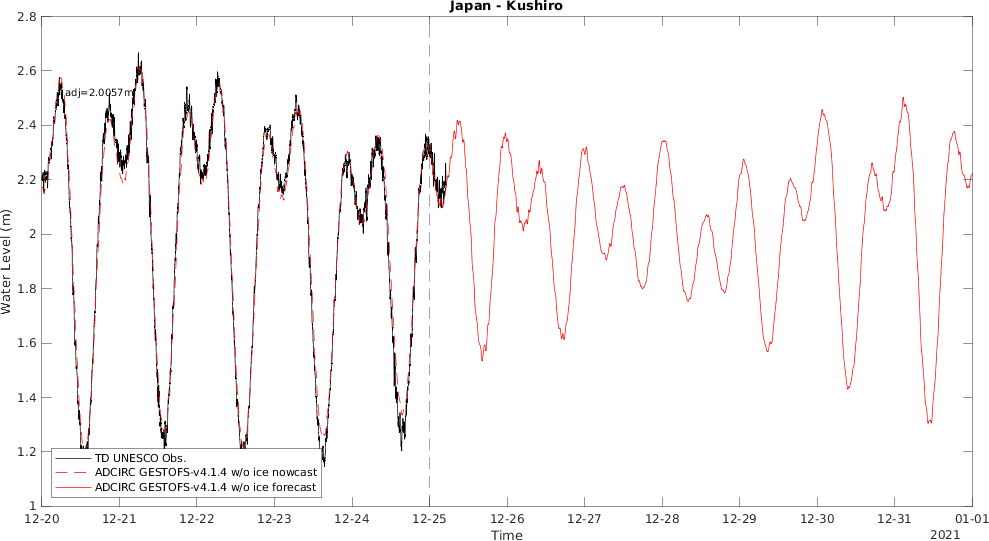 Japan - Kushiro
2.8
2.6
adj=2.0057m
2.4
2.2
2
1.8
1.6
1.4
1.2
1
Water Level (m)
TD UNESCO Obs.
ADCIRC GESTOFS-v4.1.4 w/o ice nowcast
ADCIRC GESTOFS-v4.1.4 w/o ice forecast
12-20 12-21 12-22 12-23 12-24 12-25 12-26 12-27 12-28 12-29 12-30 12-31 01-01
Time
2021